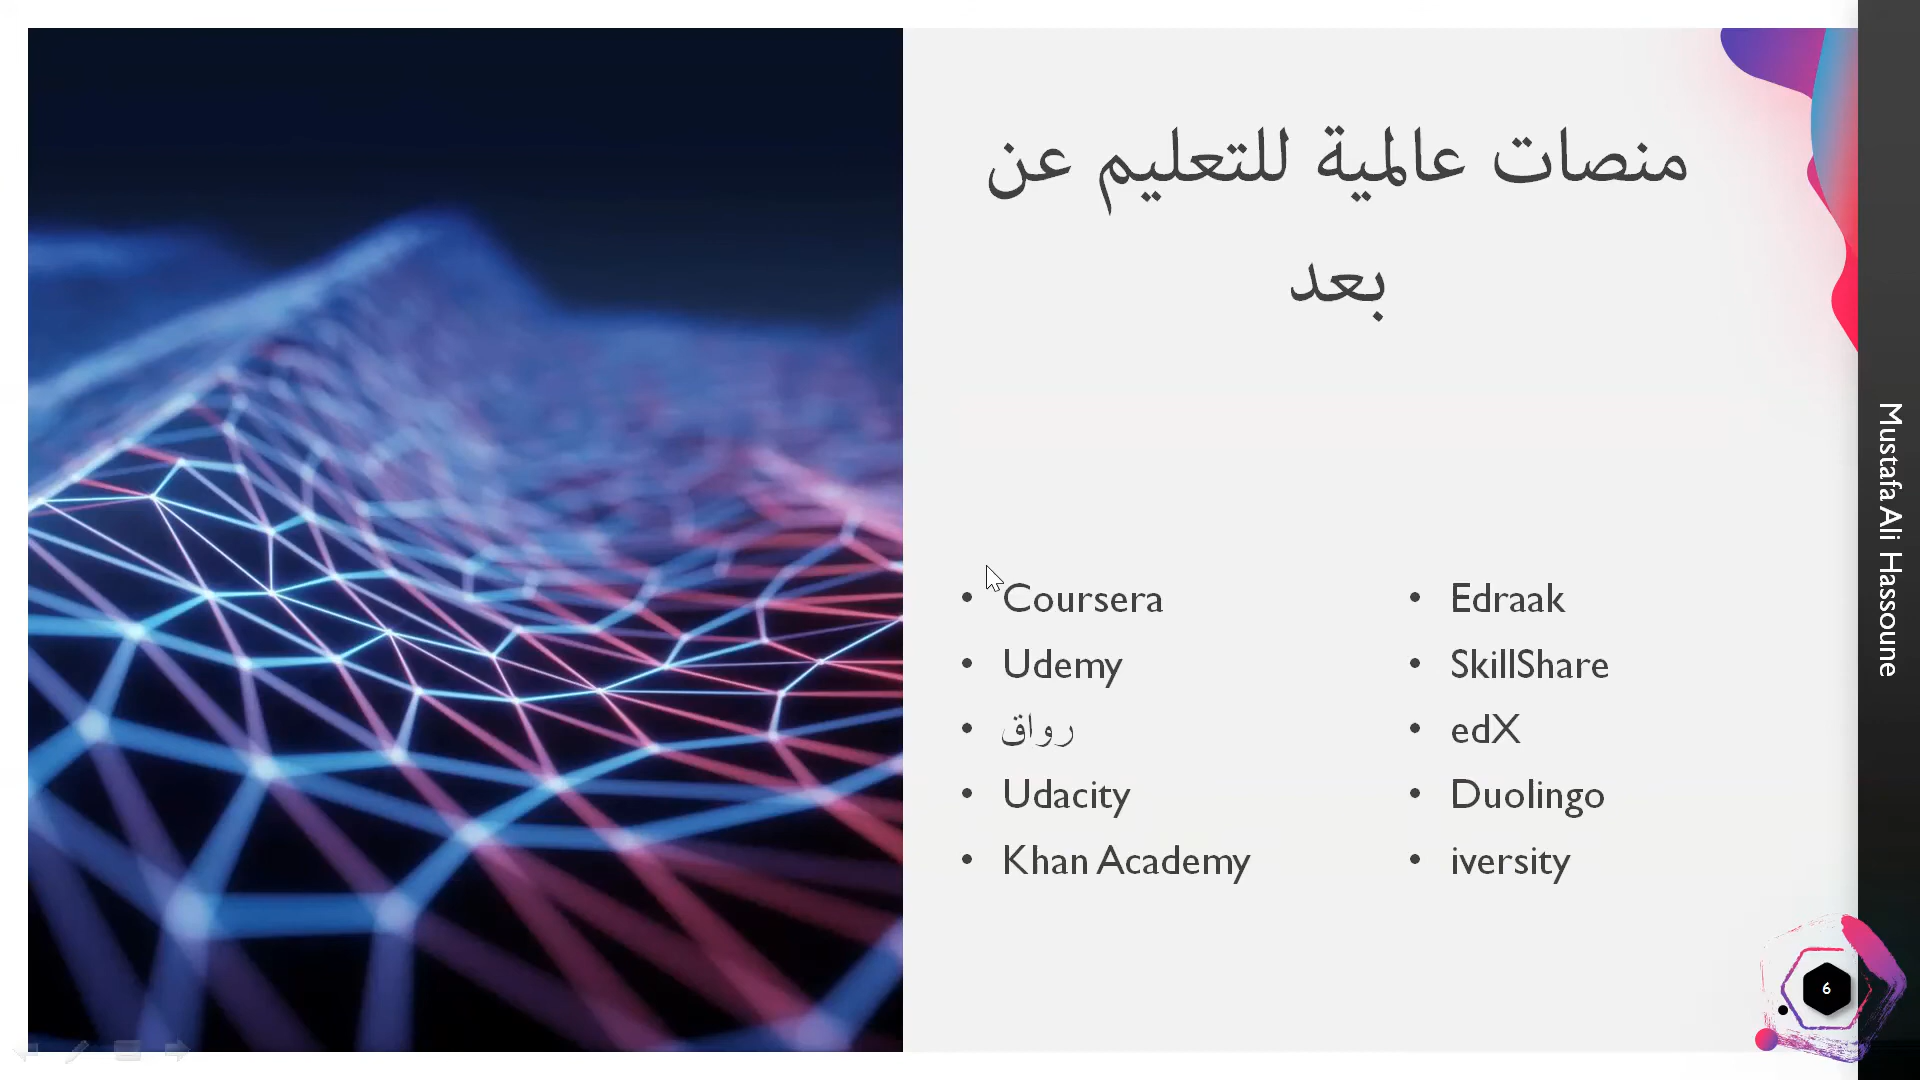 منصات عالمية للتعليم عن
بعد
• Coursera
• Udemy
• رواق
• Udacity
• Khan Academy
• Edraak
• SkillShare
• edX
• Duolingo
• iversity
Mustafa Ali Hassoune
6